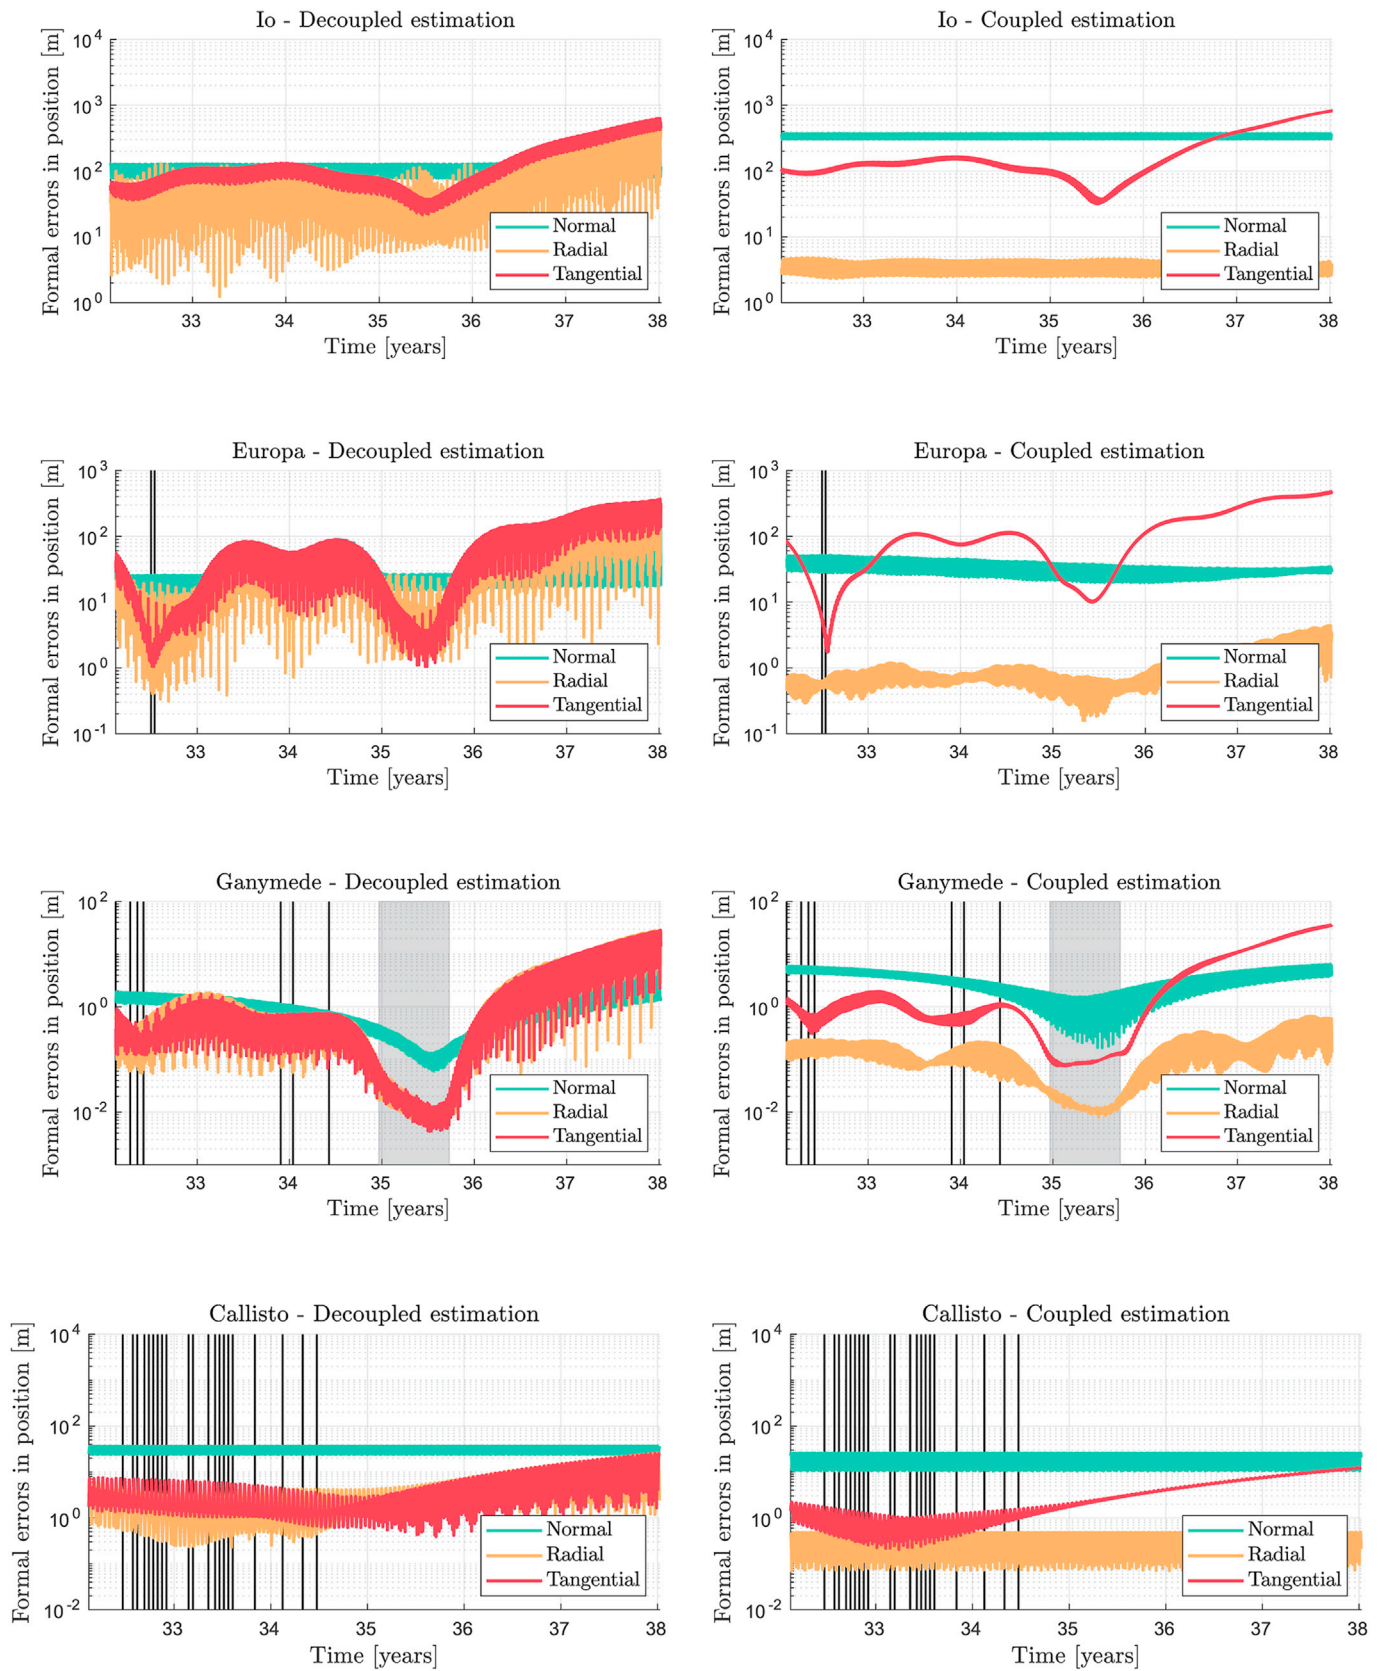 Io - Decoupled estimation
Formal errors in position [m]
10^4
10^3
10^2
10^1
10^0
Normal
Radial
Tangential
33 34 35 36 37 38
Time [years]
Io - Coupled estimation
Formal errors in position [m]
10^4
10^3
10^2
10^1
10^0
Normal
Radial
Tangential
33 34 35 36 37 38
Time [years]
Europa - Decoupled estimation
Formal errors in position [m]
10^3
10^2
10^1
10^0
10^-1
Normal
Radial
Tangential
33 34 35 36 37 38
Time [years]
Europa - Coupled estimation
Formal errors in position [m]
10^3
10^2
10^1
10^0
10^-1
Normal
Radial
Tangential
33 34 35 36 37 38
Time [years]
Ganymede - Decoupled estimation
Formal errors in position [m]
10^2
10^0
10^-2
Normal
Radial
Tangential
33 34 35 36 37 38
Time [years]
Ganymede - Coupled estimation
Formal errors in position [m]
10^2
10^0
10^-2
Normal
Radial
Tangential
33 34 35 36 37 38
Time [years]
Callisto - Decoupled estimation
Formal errors in position [m]
10^4
10^2
10^0
10^-2
Normal
Radial
Tangential
33 34 35 36 37 38
Time [years]
Callisto - Coupled estimation
Formal errors in position [m]
10^4
10^2
10^0
10^-2
Normal
Radial
Tangential
33 34 35 36 37 38
Time [years]